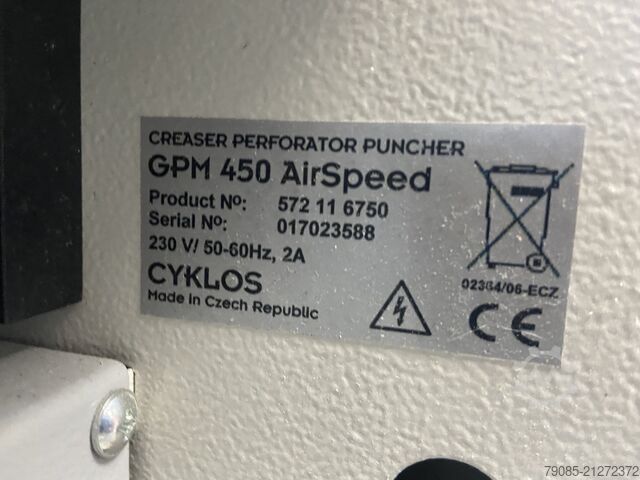 CREASER PERFORATOR PUNCHER
GPM 450 AirSpeed
Product Nº: 572 11 6750
Serial Nº: 017023588
230 V/ 50-60Hz, 2A
CYKLOS
Made in Czech Republic
02364/06-ECZ
CE
79085-21272372